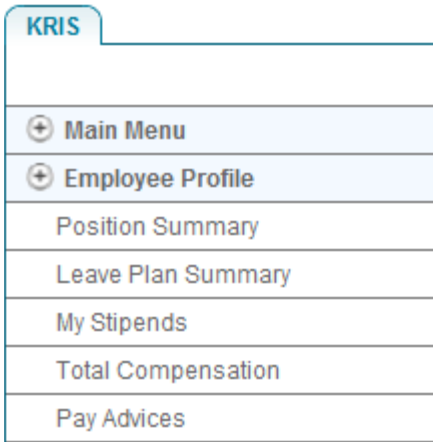 KRIS
Main Menu
Employee Profile
Position Summary
Leave Plan Summary
My Stipends
Total Compensation
Pay Advices